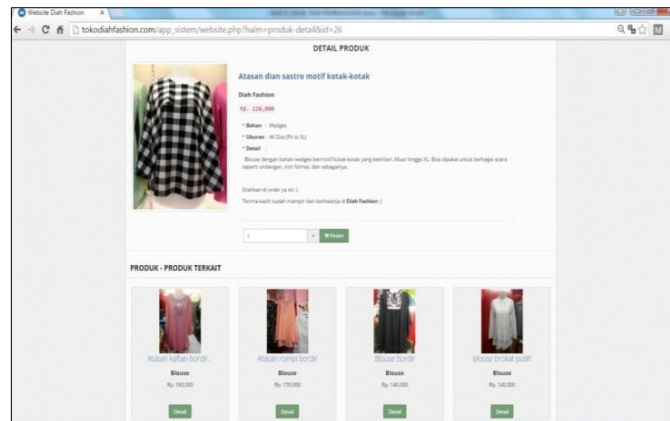 Website Diah Fashion
tokodiahfashion.com/app_sistem/website.php?halm=produk-detail&id=26
DETAIL PRODUK
Atasan dian sastro motif kotak-kotak
Diah Fashion
Rp. 120,000
* Bahan : Wedges
* Ukuran : All Size (Fit to XL)
* Detail :
Blouse dengan bahan wedges bermotif kotak-kotak yang kekinian. Muat hingga XL. Bisa dipakai untuk berbagai acara
seperti undangan, non formal, dan sebagainya.
Silahkan di order ya sis :)
Terima kasih sudah mampir dan berbelanja di Diah Fashion :)
1
Pesan
PRODUK - PRODUK TERKAIT
Atasan kaftan bordir... Atasan rompi bordir Blouse bordir blouse brokat putih
Blouse Blouse Blouse Blouse
Rp. 170,000 Rp. 140,000 Rp. 140,000
Detail Detail Detail Detail